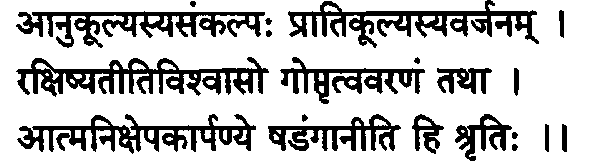 आनुकूल्यस्यसंकल्पः प्रातिकूल्यस्यवर्जनम् ।
रक्षिष्यतीतिविश्वासो गोप्तृत्ववरणं तथा ।
आत्मनिक्षेपकार्पण्ये षडंगानीति हि श्रृतिः ।।